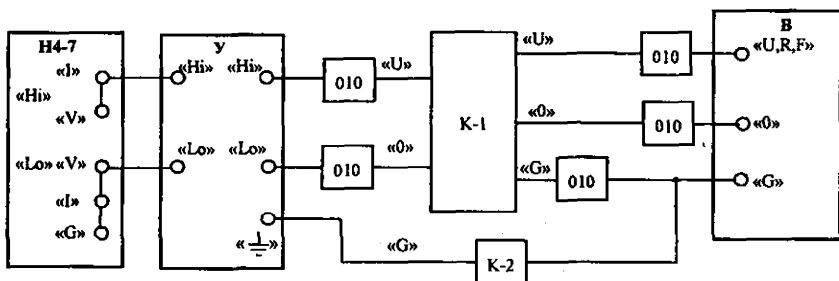 Н4-7
«I»
«Hi»
«V»
«Lo» «V»
«I»
«G»
У
«Hi» «Hi»
«Lo» «Lo»
«⏚»
010
«U»
010
«0»
«G»
К-1
К-2
«U»
010
«0»
010
«G»
010
В
«U,R,F»
«0»
«G»